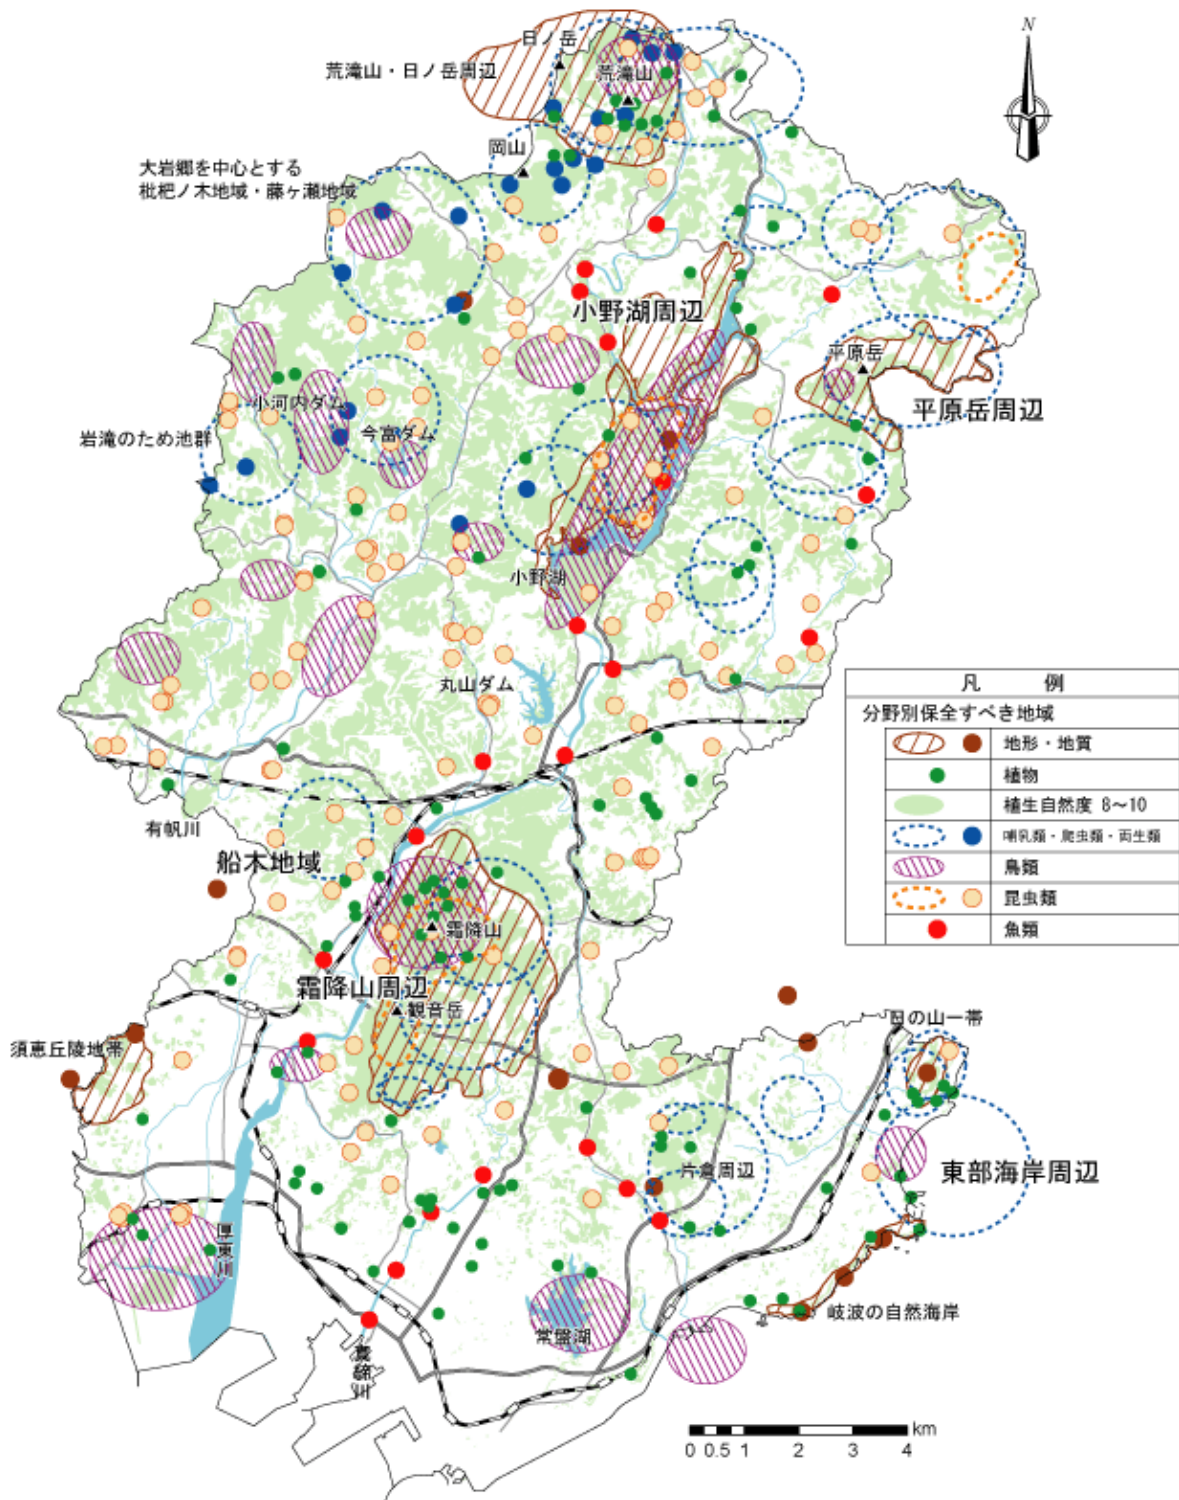 N
日ノ岳
荒滝山・日ノ岳周辺
荒滝山
岡山
大岩郷を中心とする
枇杷ノ木地域・藤ヶ瀬地域
小野湖周辺
平原岳
平原岳周辺
小河内ダム
今富ダム
岩滝のため池群
小野湖
丸山ダム
有帆川
船木地域
霜降山
霜降山周辺
観音岳
須恵丘陵地帯
日の山一帯
東部海岸周辺
片倉周辺
厚東川
常盤湖
岐波の自然海岸
真締川
凡 例
分野別保全すべき地域
地形・地質
植物
植生自然度 8～10
哺乳類・爬虫類・両生類
鳥類
昆虫類
魚類
0 0.5 1 2 3 4 km